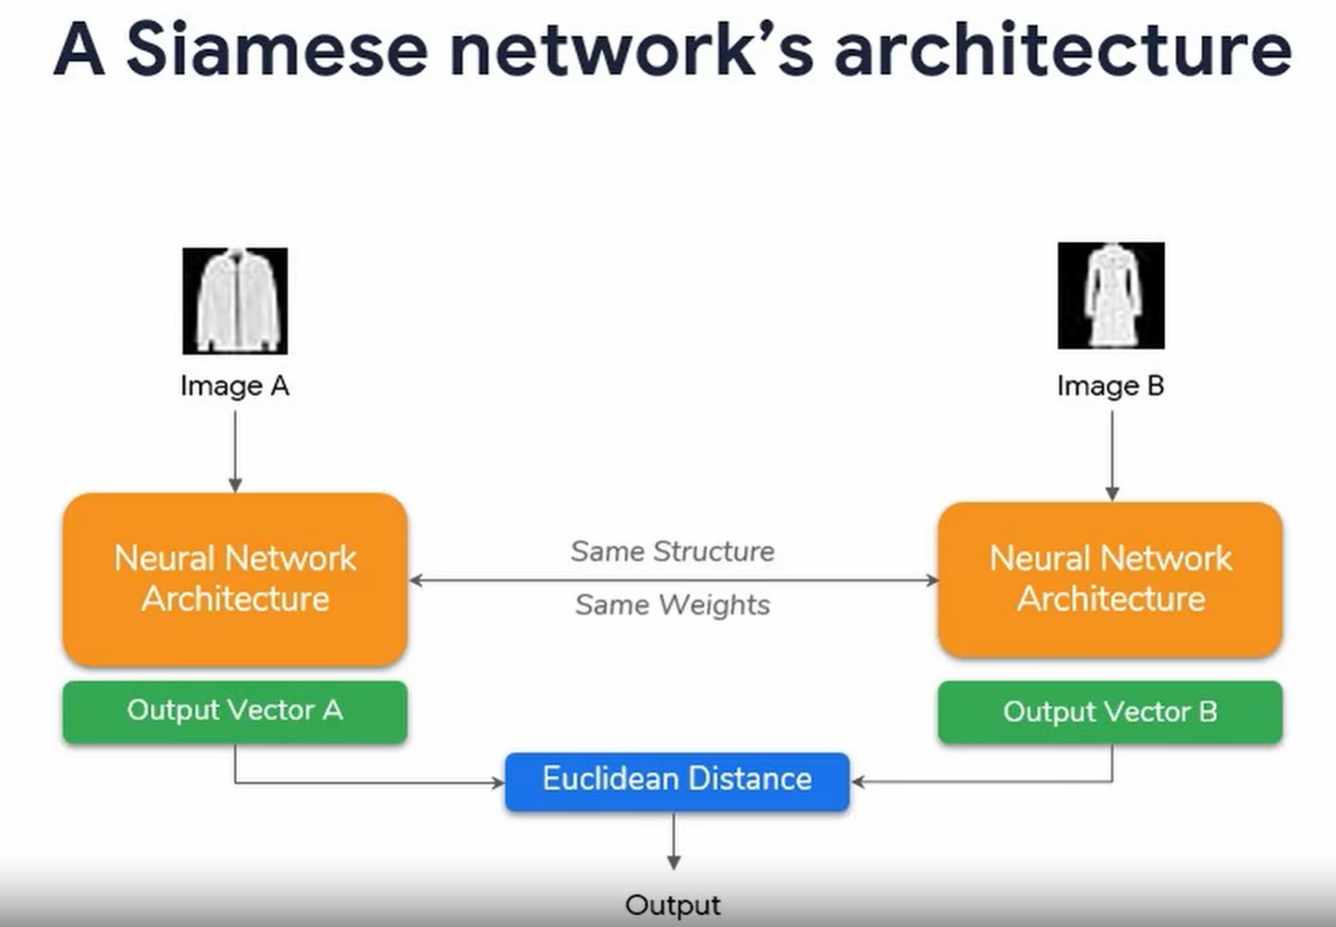 A Siamese network’s architecture
Image A
Image B
Neural Network
Architecture
Same Structure
Same Weights
Neural Network
Architecture
Output Vector A
Output Vector B
Euclidean Distance
Output